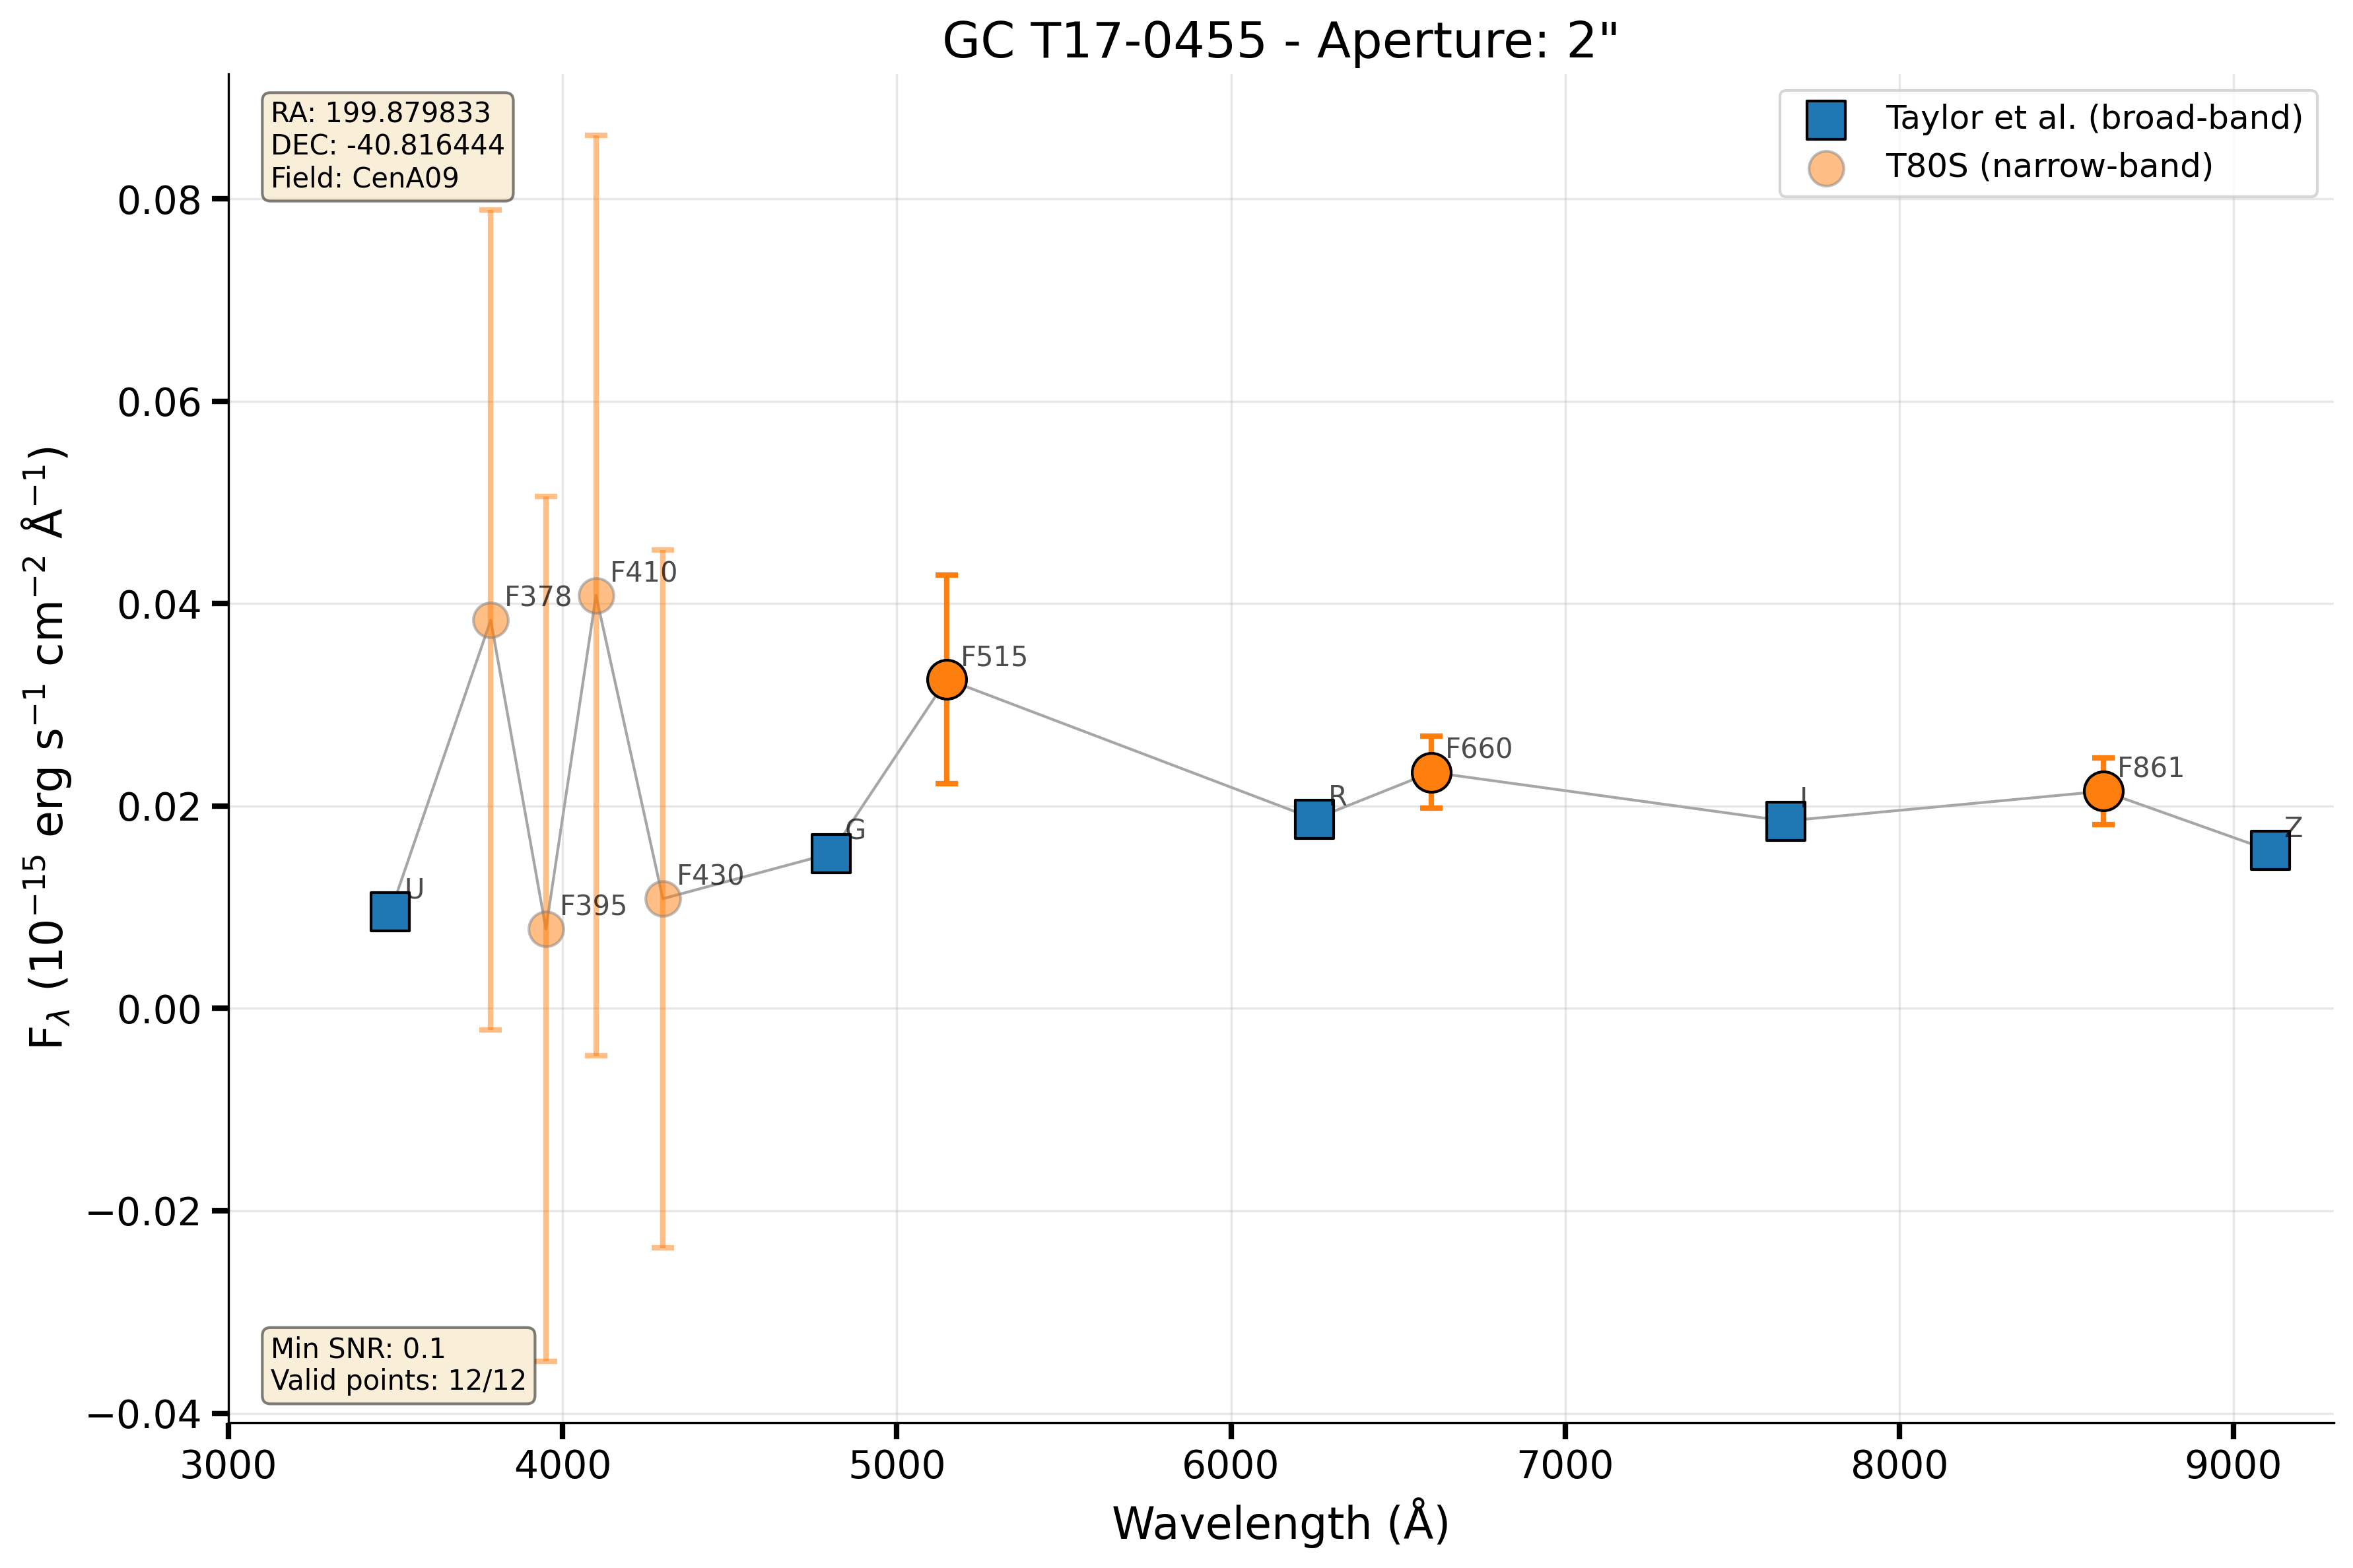 GC T17-0455 - Aperture: 2"
RA: 199.879833
DEC: -40.816444
Field: CenA09
Taylor et al. (broad-band)
T80S (narrow-band)
F_λ (10⁻¹⁵ erg s⁻¹ cm⁻² Å⁻¹)
0.08
0.06
0.04
0.02
0.00
−0.02
−0.04
U
F378
F395
F410
F430
G
F515
R
F660
I
F861
Z
Min SNR: 0.1
Valid points: 12/12
3000 4000 5000 6000 7000 8000 9000
Wavelength (Å)